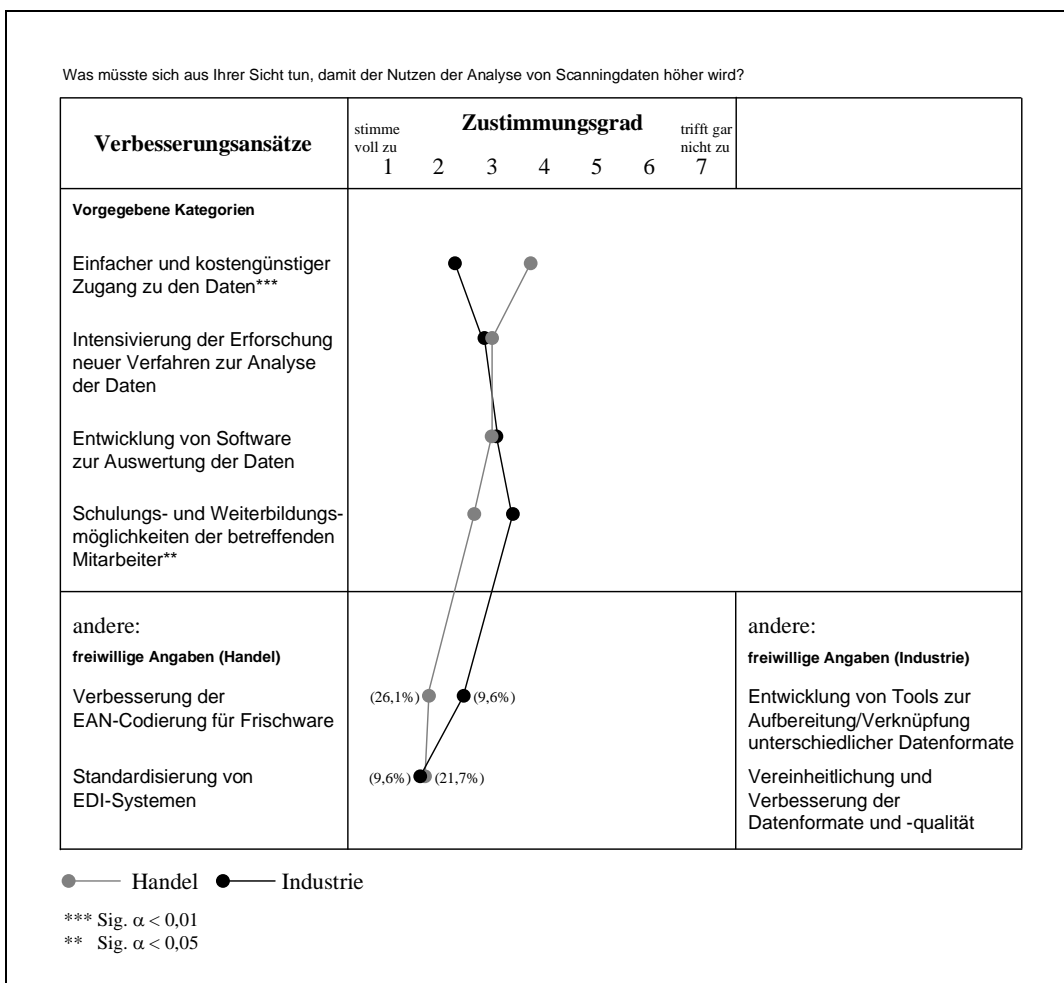 Was müsste sich aus Ihrer Sicht tun, damit der Nutzen der Analyse von Scanningdaten höher wird?
Verbesserungsansätze
stimme
voll zu
Zustimmungsgrad
trifft gar
nicht zu
1 2 3 4 5 6 7
Vorgegebene Kategorien
Einfacher und kostengünstiger
Zugang zu den Daten***
Intensivierung der Erforschung
neuer Verfahren zur Analyse
der Daten
Entwicklung von Software
zur Auswertung der Daten
Schulungs- und Weiterbildungs-
möglichkeiten der betreffenden
Mitarbeiter**
andere:
freiwillige Angaben (Handel)
Verbesserung der
EAN-Codierung für Frischware
Standardisierung von
EDI-Systemen
(26,1%) (9,6%)
(9,6%) (21,7%)
andere:
freiwillige Angaben (Industrie)
Entwicklung von Tools zur
Aufbereitung/Verknüpfung
unterschiedlicher Datenformate
Vereinheitlichung und
Verbesserung der
Datenformate und -qualität
Handel Industrie
*** Sig. α < 0,01
** Sig. α < 0,05